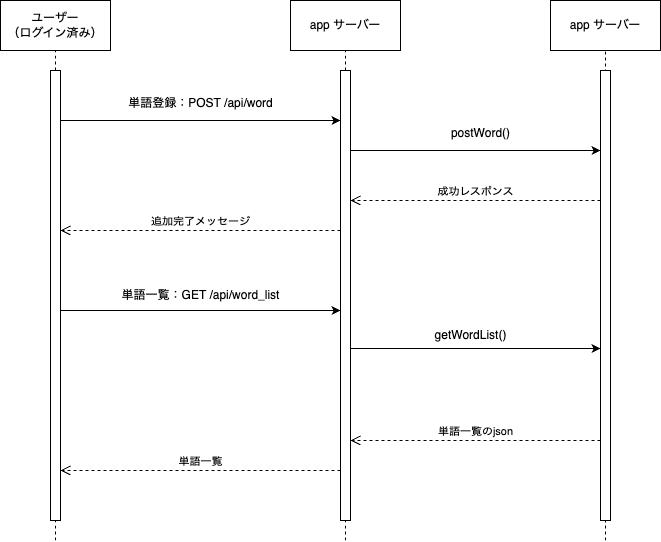 ユーザー
（ログイン済み）
app サーバー
app サーバー
単語登録：POST /api/word
postWord()
成功レスポンス
追加完了メッセージ
単語一覧：GET /api/word_list
getWordList()
単語一覧のjson
単語一覧